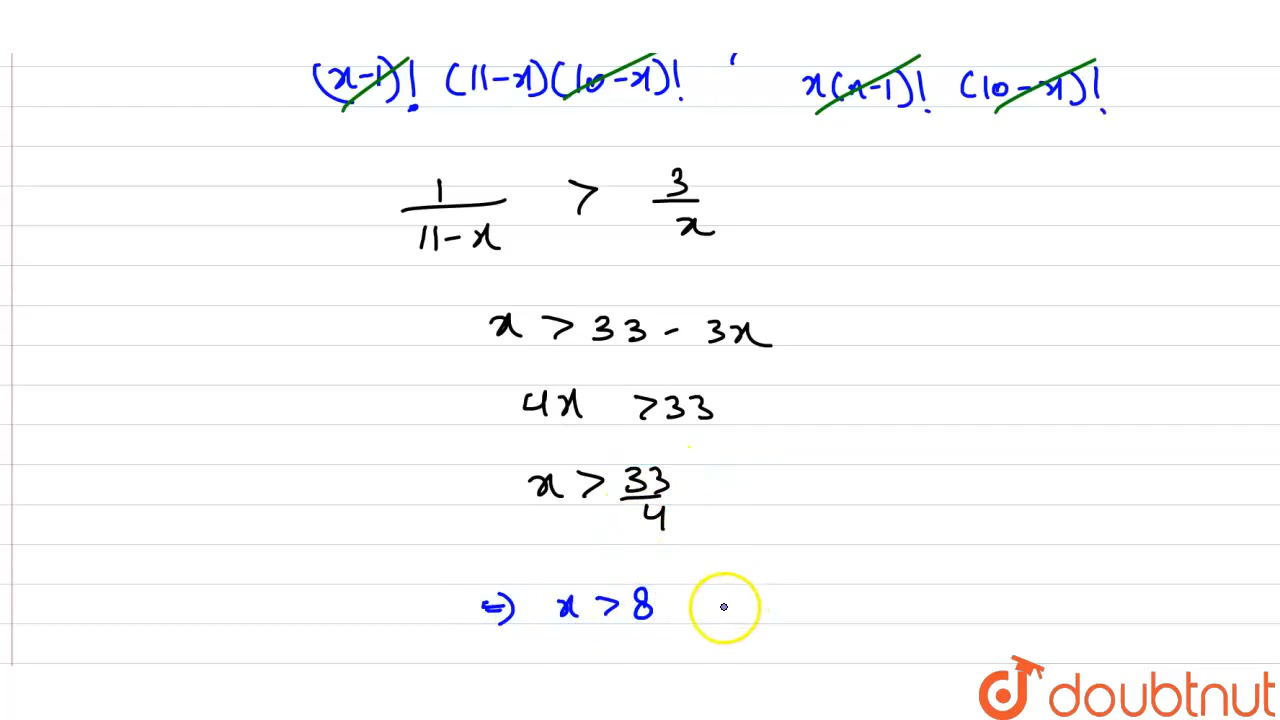 (x-1)! (11-x)(10-x)! , x(x-1)! (10-x)!
1/(11-x) > 3/x
x > 33 - 3x
4x > 33
x > 33/4
⇒ x > 8
doubtnut